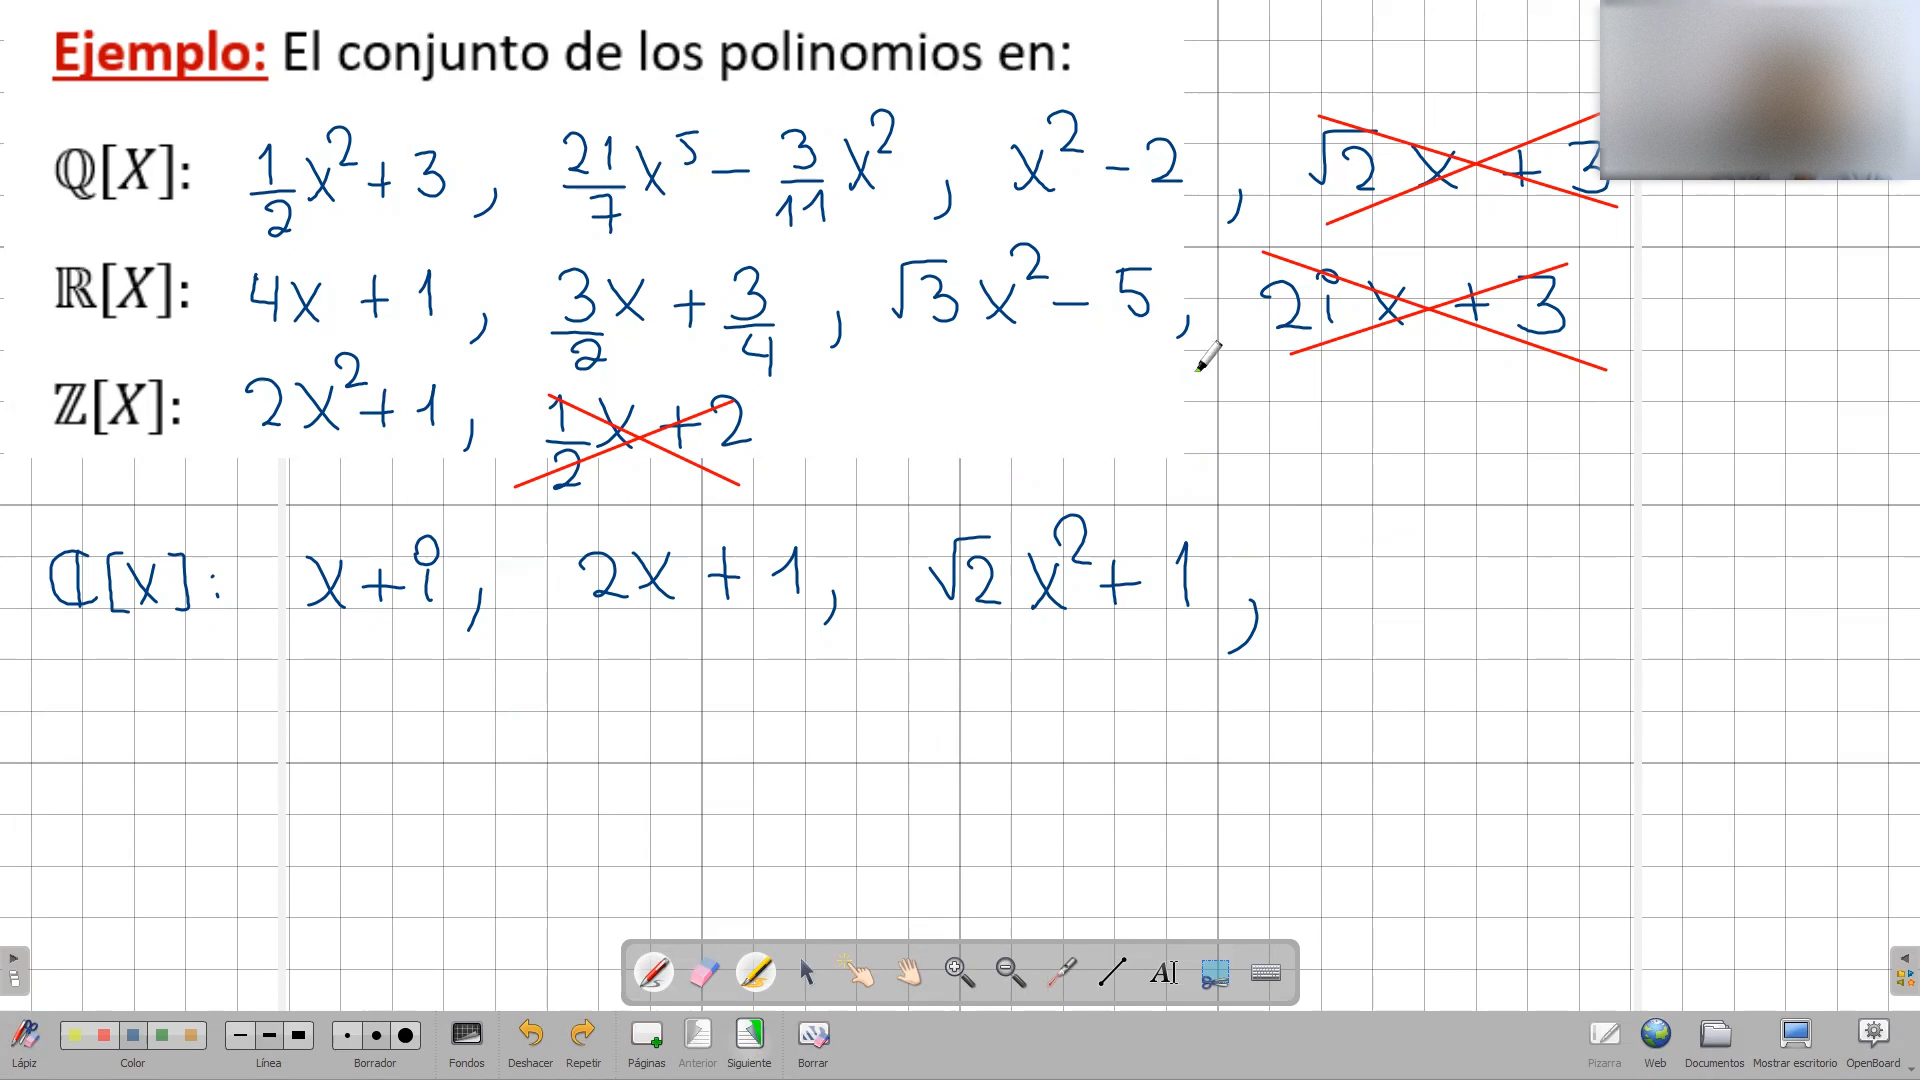 Ejemplo: El conjunto de los polinomios en:
ℚ[X]: 1/2 x² + 3 , 21/7 x⁵ − 3/11 x² , x² − 2 , √2 x + 3
ℝ[X]: 4x + 1 , 3/2 x + 3/4 , √3 x² − 5 , 2i x + 3
ℤ[X]: 2x² + 1 , 1/2 x + 2
ℂ[X]: x + i , 2x + 1 , √2 x² + 1 ,
AI
Lápiz Color Línea Borrador Fondos Deshacer Repetir Páginas Anterior Siguiente Borrar Pizarra Web Documentos Mostrar escritorio OpenBoard